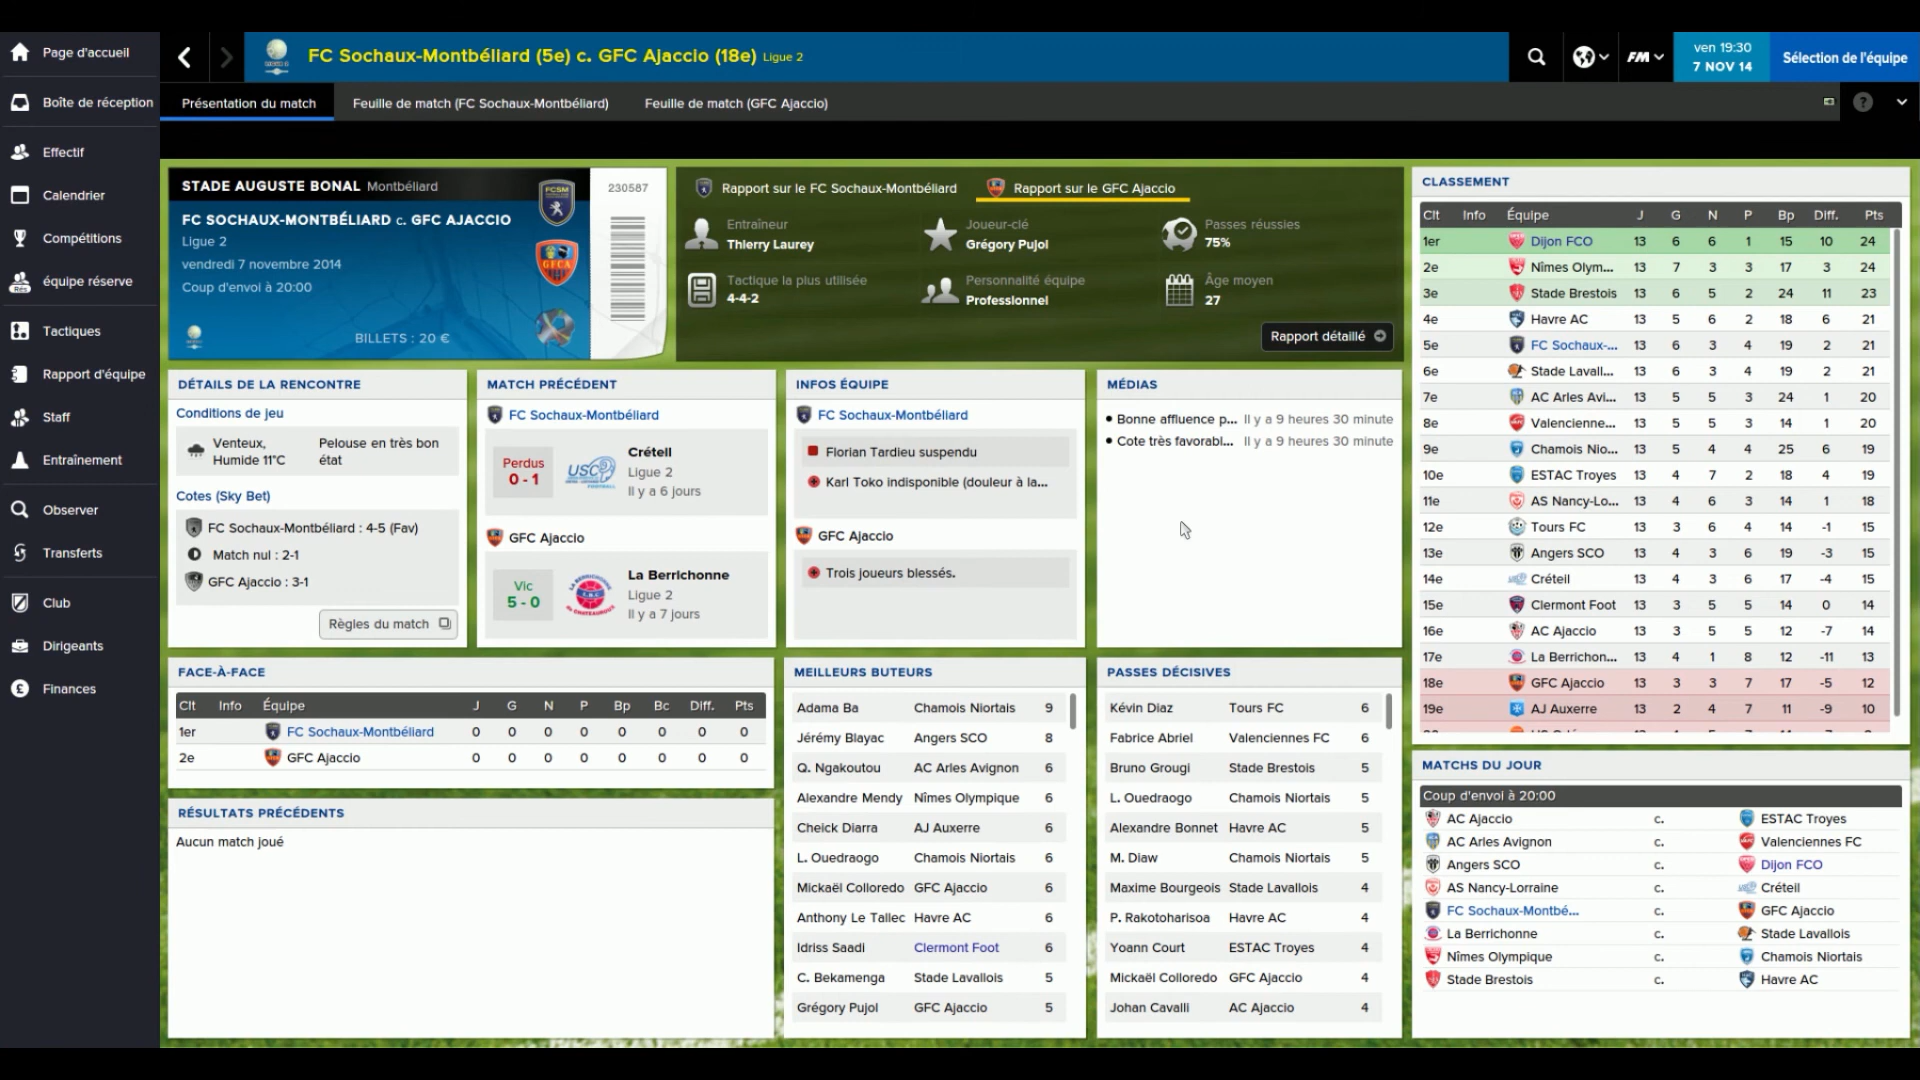 Page d'accueil
Boîte de réception
Effectif
Calendrier
Compétitions
équipe réserve
Tactiques
Rapport d'équipe
Staff
Entraînement
Observer
Transferts
Club
Dirigeants
Finances
FC Sochaux-Montbéliard (5e) c. GFC Ajaccio (18e) Ligue 2
FM
ven 19:30
7 NOV 14
Sélection de l'équipe
Présentation du match
Feuille de match (FC Sochaux-Montbéliard)
Feuille de match (GFC Ajaccio)
STADE AUGUSTE BONAL Montbéliard
FC SOCHAUX-MONTBÉLIARD c. GFC AJACCIO
Ligue 2
vendredi 7 novembre 2014
Coup d'envoi à 20:00
BILLETS : 20 €
230587
Rapport sur le FC Sochaux-Montbéliard
Rapport sur le GFC Ajaccio
Entraîneur
Thierry Laurey
Joueur-clé
Grégory Pujol
Passes réussies
75%
Tactique la plus utilisée
4-4-2
Personnalité équipe
Professionnel
Âge moyen
27
Rapport détaillé
DÉTAILS DE LA RENCONTRE
Conditions de jeu
Venteux, Humide 11°C
Pelouse en très bon état
Cotes (Sky Bet)
FC Sochaux-Montbéliard : 4-5 (Fav)
Match nul : 2-1
GFC Ajaccio : 3-1
Règles du match
MATCH PRÉCÉDENT
FC Sochaux-Montbéliard
Perdus
0 - 1
Créteil
Ligue 2
Il y a 6 jours
GFC Ajaccio
Vic
5 - 0
La Berrichonne
Ligue 2
Il y a 7 jours
INFOS ÉQUIPE
FC Sochaux-Montbéliard
Florian Tardieu suspendu
Karl Toko indisponible (douleur à la...
GFC Ajaccio
Trois joueurs blessés.
MÉDIAS
Bonne affluence p... Il y a 9 heures 30 minute
Cote très favorabl... Il y a 9 heures 30 minute
FACE-À-FACE
Clt Info Équipe J G N P Bp Bc Diff. Pts
1er FC Sochaux-Montbéliard 0 0 0 0 0 0 0 0
2e GFC Ajaccio 0 0 0 0 0 0 0 0
RÉSULTATS PRÉCÉDENTS
Aucun match joué
MEILLEURS BUTEURS
Adama Ba Chamois Niortais 9
Jérémy Blayac Angers SCO 8
Q. Ngakoutou AC Arles Avignon 6
Alexandre Mendy Nîmes Olympique 6
Cheick Diarra AJ Auxerre 6
L. Ouedraogo Chamois Niortais 6
Mickaël Colloredo GFC Ajaccio 6
Anthony Le Tallec Havre AC 6
Idriss Saadi Clermont Foot 6
C. Bekamenga Stade Lavallois 5
Grégory Pujol GFC Ajaccio 5
PASSES DÉCISIVES
Kévin Diaz Tours FC 6
Fabrice Abriel Valenciennes FC 6
Bruno Grougi Stade Brestois 5
L. Ouedraogo Chamois Niortais 5
Alexandre Bonnet Havre AC 5
M. Diaw Chamois Niortais 5
Maxime Bourgeois Stade Lavallois 4
P. Rakotoharisoa Havre AC 4
Yoann Court ESTAC Troyes 4
Mickaël Colloredo GFC Ajaccio 4
Johan Cavalli AC Ajaccio 4
CLASSEMENT
Clt Info Équipe J G N P Bp Diff. Pts
1er Dijon FCO 13 6 6 1 15 10 24
2e Nîmes Olym... 13 7 3 3 17 3 24
3e Stade Brestois 13 6 5 2 24 11 23
4e Havre AC 13 5 6 2 18 6 21
5e FC Sochaux-... 13 6 3 4 19 2 21
6e Stade Lavall... 13 6 3 4 19 2 21
7e AC Arles Avi... 13 5 5 3 24 1 20
8e Valencienne... 13 5 5 3 14 1 20
9e Chamois Nio... 13 5 4 4 25 6 19
10e ESTAC Troyes 13 4 7 2 18 4 19
11e AS Nancy-Lo... 13 4 6 3 14 1 18
12e Tours FC 13 3 6 4 14 -1 15
13e Angers SCO 13 4 3 6 19 -3 15
14e Créteil 13 4 3 6 17 -4 15
15e Clermont Foot 13 3 5 5 14 0 14
16e AC Ajaccio 13 3 5 5 12 -7 14
17e La Berrichon... 13 4 1 8 12 -11 13
18e GFC Ajaccio 13 3 3 7 17 -5 12
19e AJ Auxerre 13 2 4 7 11 -9 10
MATCHS DU JOUR
Coup d'envoi à 20:00
AC Ajaccio c. ESTAC Troyes
AC Arles Avignon c. Valenciennes FC
Angers SCO c. Dijon FCO
AS Nancy-Lorraine c. Créteil
FC Sochaux-Montbé... c. GFC Ajaccio
La Berrichonne c. Stade Lavallois
Nîmes Olympique c. Chamois Niortais
Stade Brestois c. Havre AC